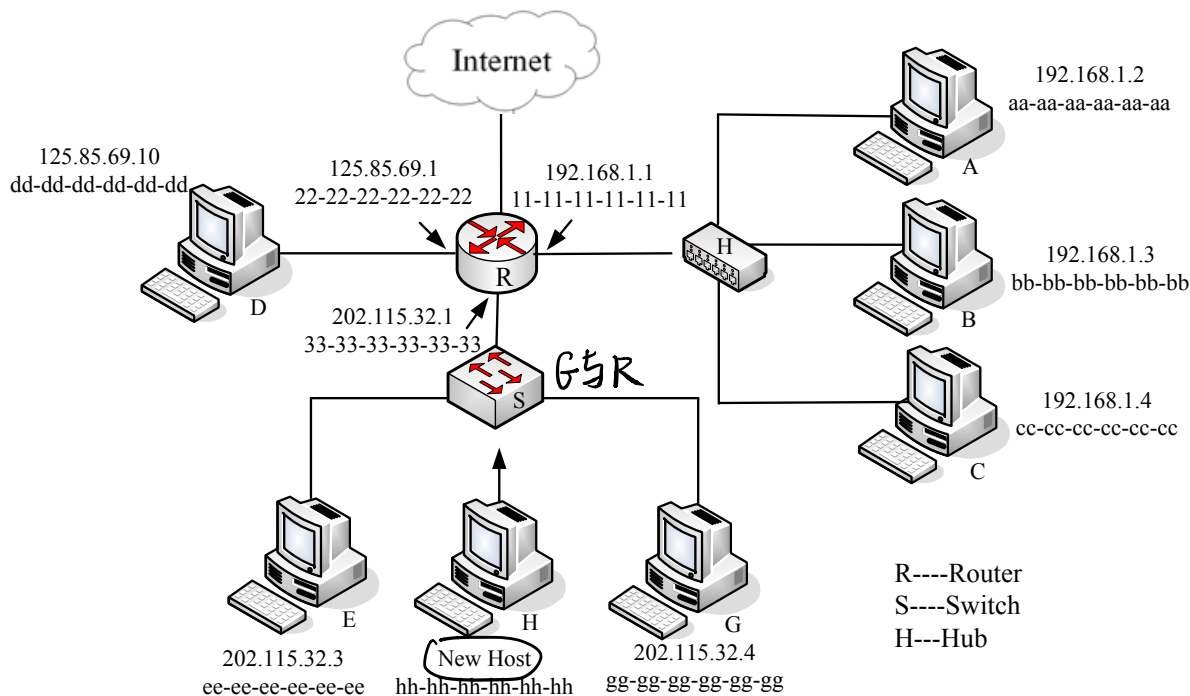 Internet
192.168.1.2
aa-aa-aa-aa-aa-aa
A
125.85.69.10
dd-dd-dd-dd-dd-dd
D
125.85.69.1
22-22-22-22-22-22
192.168.1.1
11-11-11-11-11-11
R
H
192.168.1.3
bb-bb-bb-bb-bb-bb
B
202.115.32.1
33-33-33-33-33-33
S
G与R
192.168.1.4
cc-cc-cc-cc-cc-cc
C
E
202.115.32.3
ee-ee-ee-ee-ee-ee
H
New Host
hh-hh-hh-hh-hh-hh
G
202.115.32.4
gg-gg-gg-gg-gg-gg
R----Router
S----Switch
H---Hub